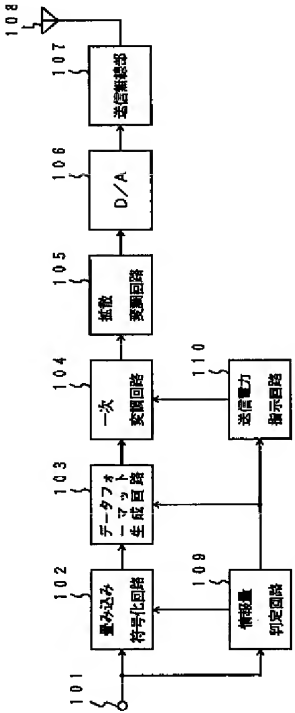 101
102
畳み込み
符号化回路
103
データフォ
ーマット
生成回路
104
一次
変調回路
105
拡散
変調回路
106
D/A
107
送信無線部
108
109
情報量
判定回路
110
送信電力
指示回路